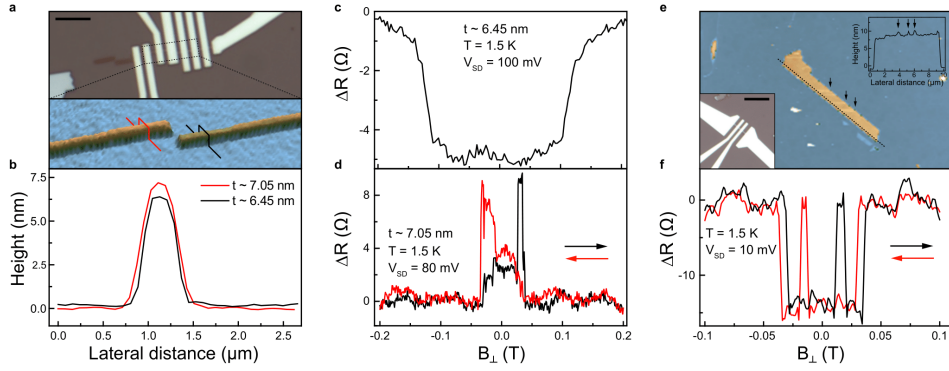 a
b
Height (nm)
7.5
5.0
2.5
0.0
t ~ 7.05 nm
t ~ 6.45 nm
0.0 0.5 1.0 1.5 2.0 2.5
Lateral distance (μm)
c
ΔR (Ω)
0
-2
-4
t ~ 6.45 nm
T = 1.5 K
V_SD = 100 mV
d
ΔR (Ω)
8
4
0
t ~ 7.05 nm
T = 1.5 K
V_SD = 80 mV
-0.2 -0.1 0.0 0.1 0.2
B⊥ (T)
e
Height (nm)
10
5
0
0 2 4 6 8 10
Lateral distance (μm)
f
ΔR (Ω)
0
-10
T = 1.5 K
V_SD = 10 mV
-0.1 -0.05 0.00 0.05 0.1
B⊥ (T)